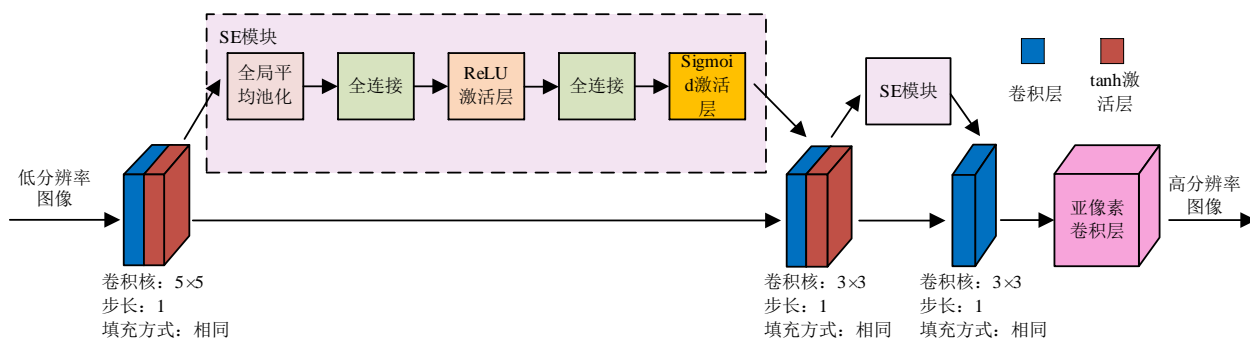 SE模块
全局平
均池化
全连接
ReLU
激活层
全连接
Sigmoi
d激活
层
SE模块
卷积层
tanh激
活层
低分辨率
图像
亚像素
卷积层
高分辨率
图像
卷积核：5×5
步长：1
填充方式：相同
卷积核：3×3
步长：1
填充方式：相同
卷积核：3×3
步长：1
填充方式：相同